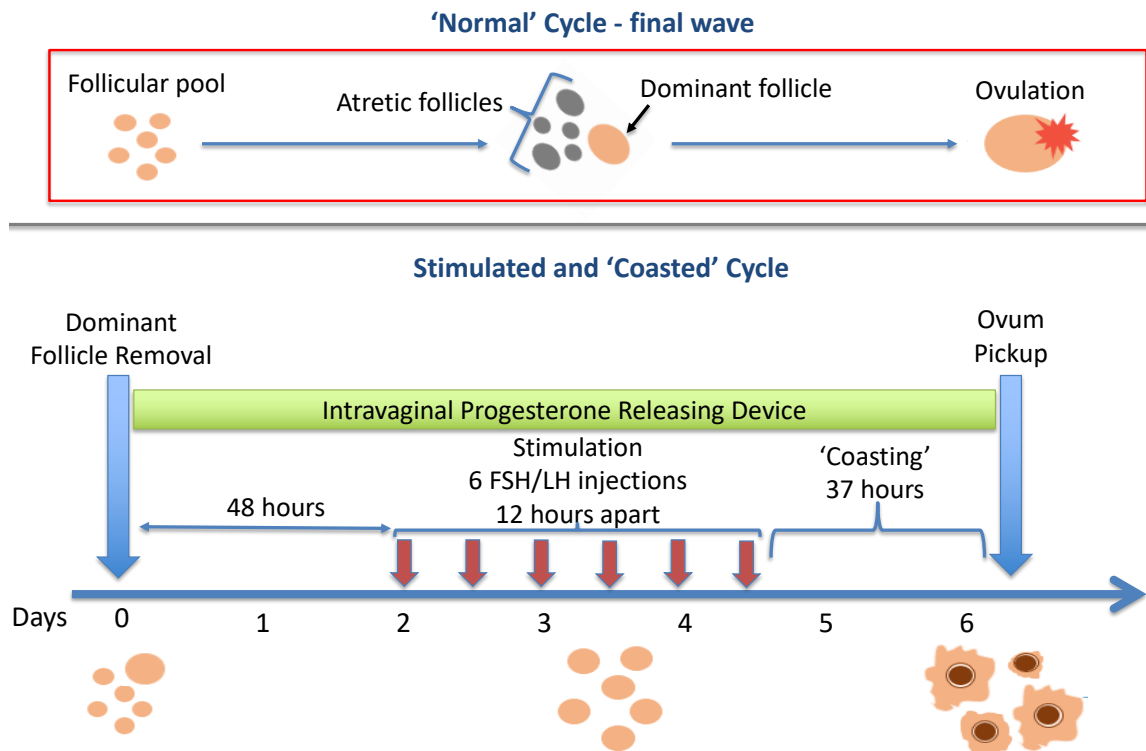 ‘Normal’ Cycle - final wave
Follicular pool
Atretic follicles
Dominant follicle
Ovulation
Stimulated and ‘Coasted’ Cycle
Dominant
Follicle Removal
Ovum
Pickup
Intravaginal Progesterone Releasing Device
48 hours
Stimulation
6 FSH/LH injections
12 hours apart
‘Coasting’
37 hours
Days 0 1 2 3 4 5 6